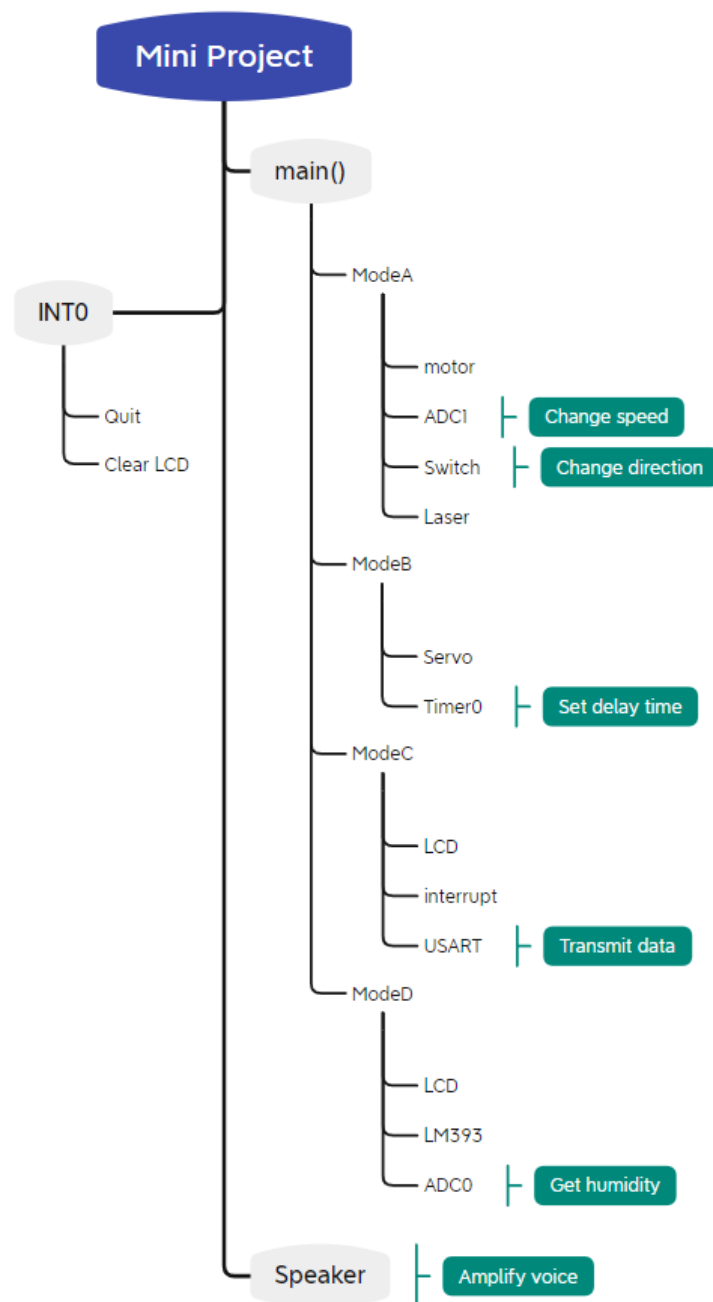 Mini Project
main()
ModeA
INT0
motor
Quit
ADC1
Change speed
Clear LCD
Switch
Change direction
Laser
ModeB
Servo
Timer0
Set delay time
ModeC
LCD
interrupt
USART
Transmit data
ModeD
LCD
LM393
ADC0
Get humidity
Speaker
Amplify voice